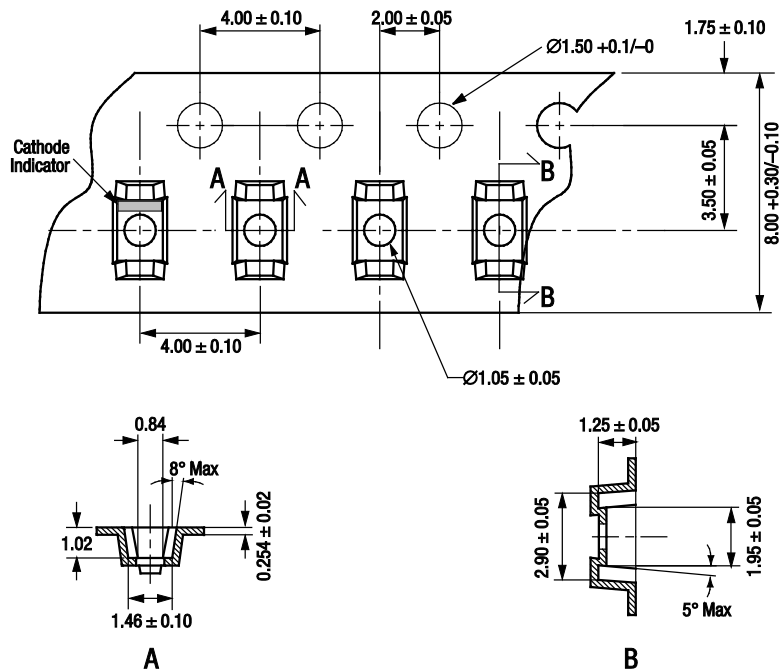 4.00 ± 0.10
2.00 ± 0.05
Ø1.50 +0.1/–0
1.75 ± 0.10
Cathode
Indicator
A
A
B
3.50 ± 0.05
8.00 +0.30/–0.10
B
4.00 ± 0.10
Ø1.05 ± 0.05
0.84
8° Max
1.02
0.254 ± 0.02
1.46 ± 0.10
A
1.25 ± 0.05
2.90 ± 0.05
1.95 ± 0.05
5° Max
B